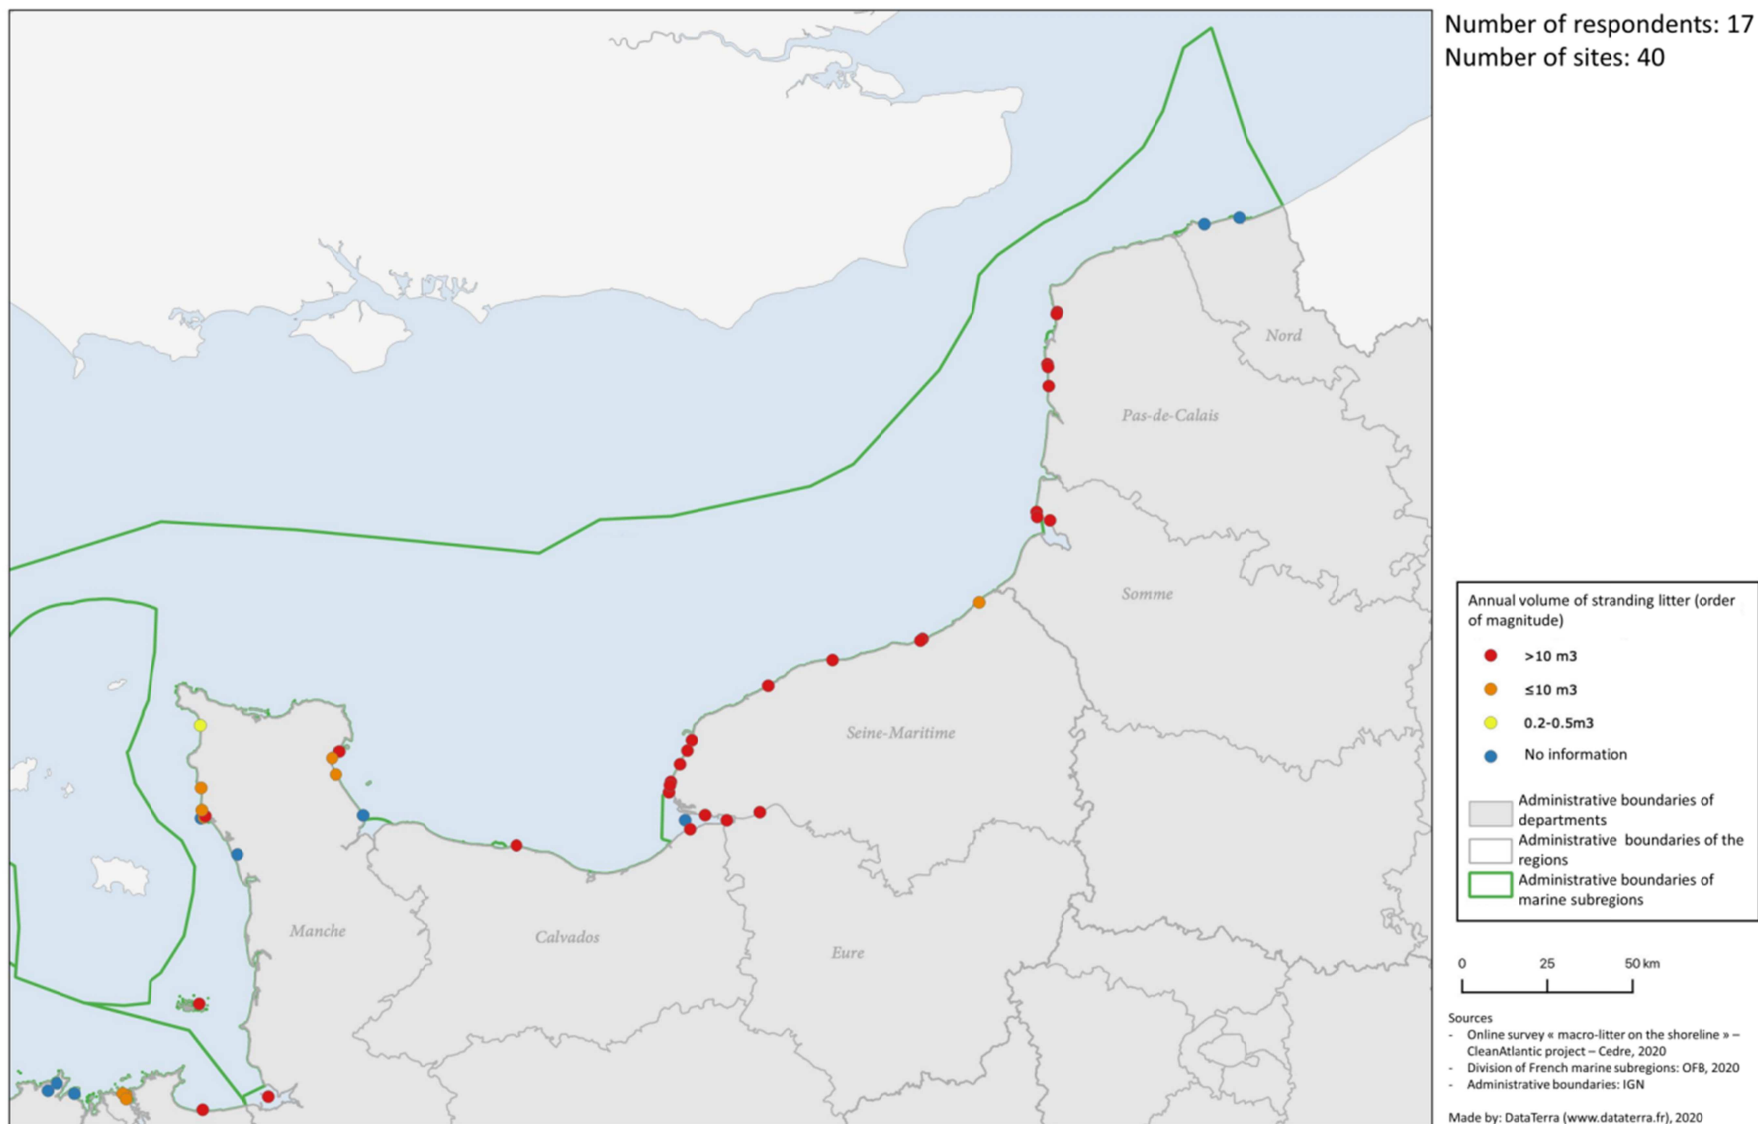 Number of respondents: 17
Number of sites: 40
Nord
Pas-de-Calais
Somme
Seine-Maritime
Manche
Calvados
Eure
Annual volume of stranding litter (order
of magnitude)
>10 m3
≤10 m3
0.2-0.5m3
No information
Administrative boundaries of
departments
Administrative boundaries of the
regions
Administrative boundaries of
marine subregions
0 25 50 km
Sources
- Online survey « macro-litter on the shoreline » –
CleanAtlantic project – Cedre, 2020
- Division of French marine subregions: OFB, 2020
- Administrative boundaries: IGN
Made by: DataTerra (www.dataterra.fr), 2020